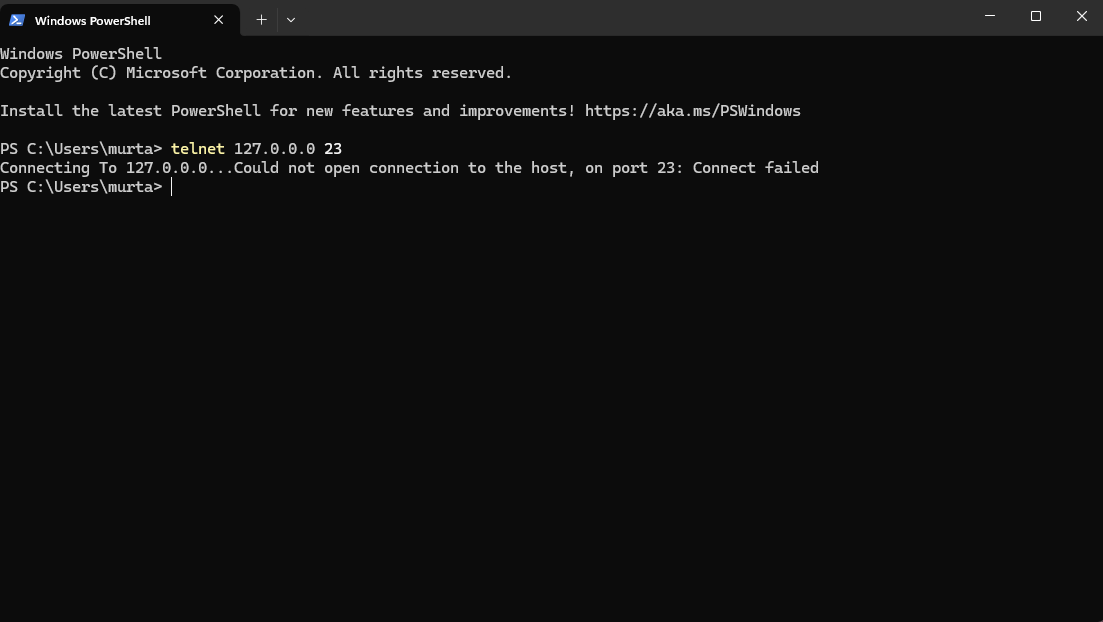 Windows PowerShell
Windows PowerShell
Copyright (C) Microsoft Corporation. All rights reserved.
Install the latest PowerShell for new features and improvements! https://aka.ms/PSWindows
PS C:\Users\murta> telnet 127.0.0.0 23
Connecting To 127.0.0.0...Could not open connection to the host, on port 23: Connect failed
PS C:\Users\murta>